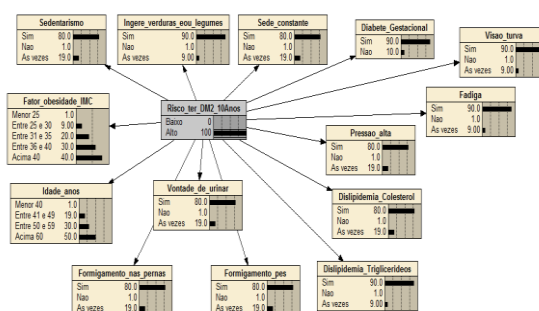 Sedentarismo
Sim 80.0
Nao 1.0
As vezes 19.0
Ingere_verduras_eou_legumes
Sim 90.0
Nao 1.0
As vezes 9.00
Sede_constante
Sim 80.0
Nao 1.0
As vezes 19.0
Diabete_Gestacional
Sim 90.0
Nao 10.0
Visao_turva
Sim 90.0
Nao 1.0
As vezes 9.00
Fator_obesidade_IMC
Menor 25 1.0
Entre 25 e 30 9.00
Entre 31 e 35 20.0
Entre 36 e 40 30.0
Acima 40 40.0
Risco_ter_DM2_10Anos
Baixo 0
Alto 100
Fadiga
Sim 90.0
Nao 1.0
As vezes 9.00
Pressao_alta
Sim 80.0
Nao 1.0
As vezes 19.0
Idade_anos
Menor 40 1.0
Entre 41 e 49 19.0
Entre 50 e 59 30.0
Acima 60 50.0
Vontade_de_urinar
Sim 80.0
Nao 1.0
As vezes 19.0
Dislipidemia_Colesterol
Sim 80.0
Nao 1.0
As vezes 19.0
Formigamento_nas_pernas
Sim 80.0
Nao 1.0
As vezes 19.0
Formigamento_pes
Sim 80.0
Nao 1.0
As vezes 19.0
Dislipidemia_Triglicerideos
Sim 90.0
Nao 1.0
As vezes 9.00